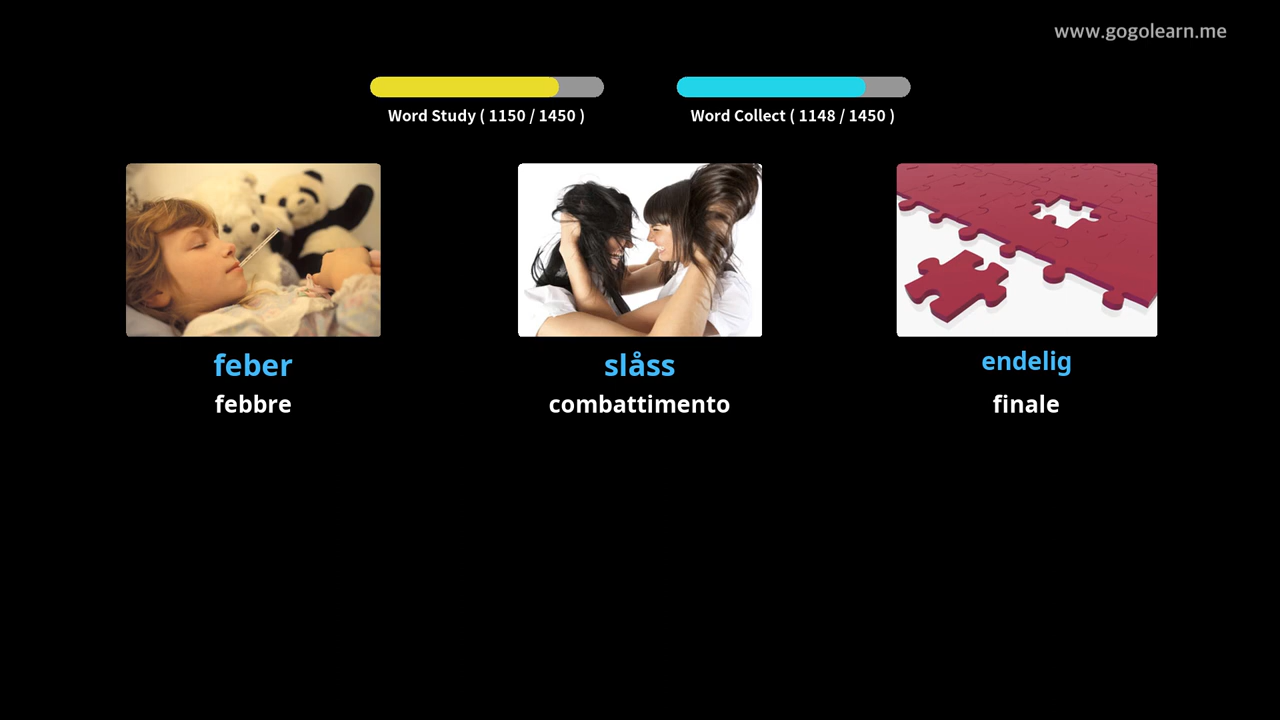 www.gogolearn.me
Word Study ( 1150 / 1450 )
Word Collect ( 1148 / 1450 )
feber
febbre
slåss
combattimento
endelig
finale